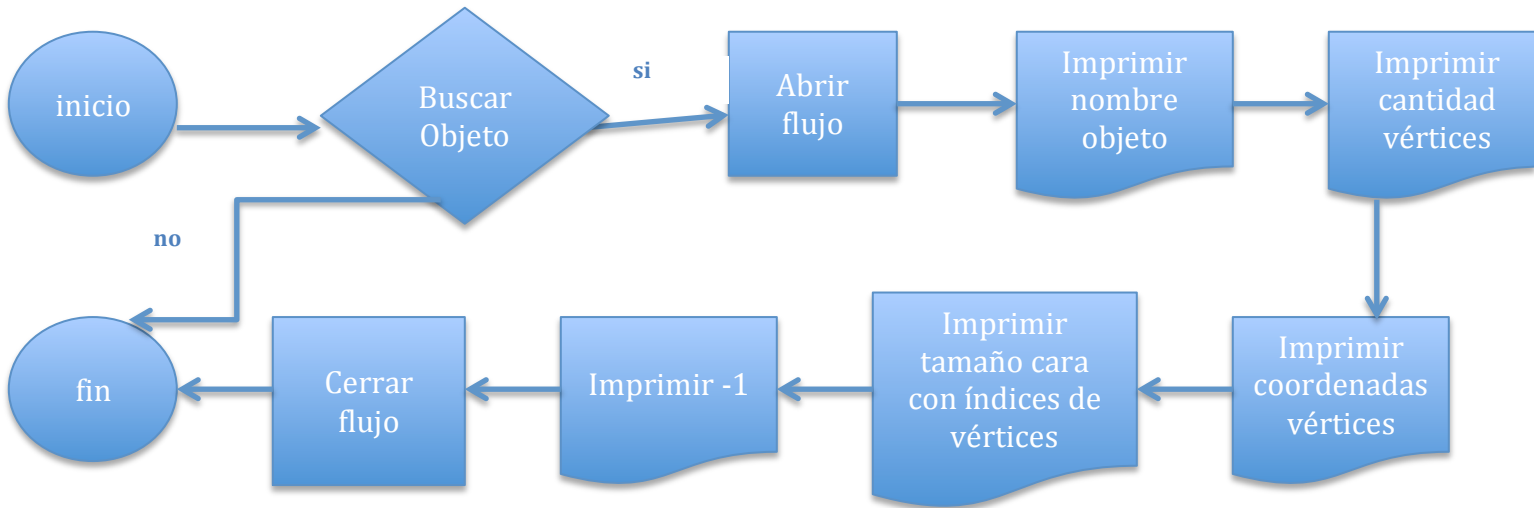 inicio
Buscar
Objeto
si
Abrir
flujo
Imprimir
nombre
objeto
Imprimir
cantidad
vértices
no
fin
Cerrar
flujo
Imprimir -1
Imprimir
tamaño cara
con índices de
vértices
Imprimir
coordenadas
vértices